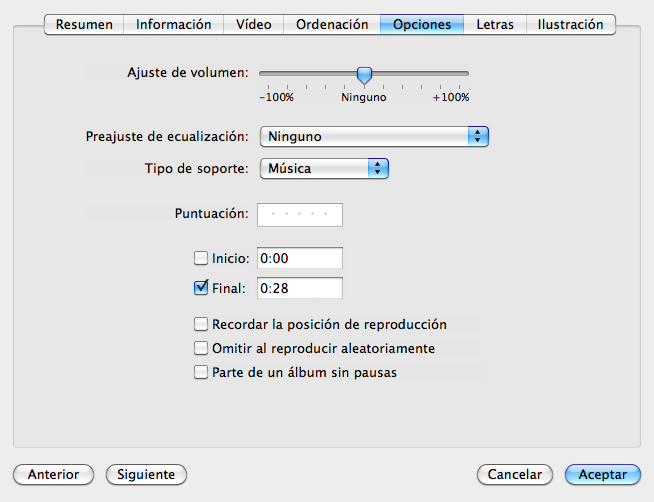 Resumen Información Vídeo Ordenación Opciones Letras Ilustración
Ajuste de volumen:
-100% Ninguno +100%
Preajuste de ecualización: Ninguno
Tipo de soporte: Música
Puntuación:
Inicio: 0:00
Final: 0:28
Recordar la posición de reproducción
Omitir al reproducir aleatoriamente
Parte de un álbum sin pausas
Anterior Siguiente Cancelar Aceptar